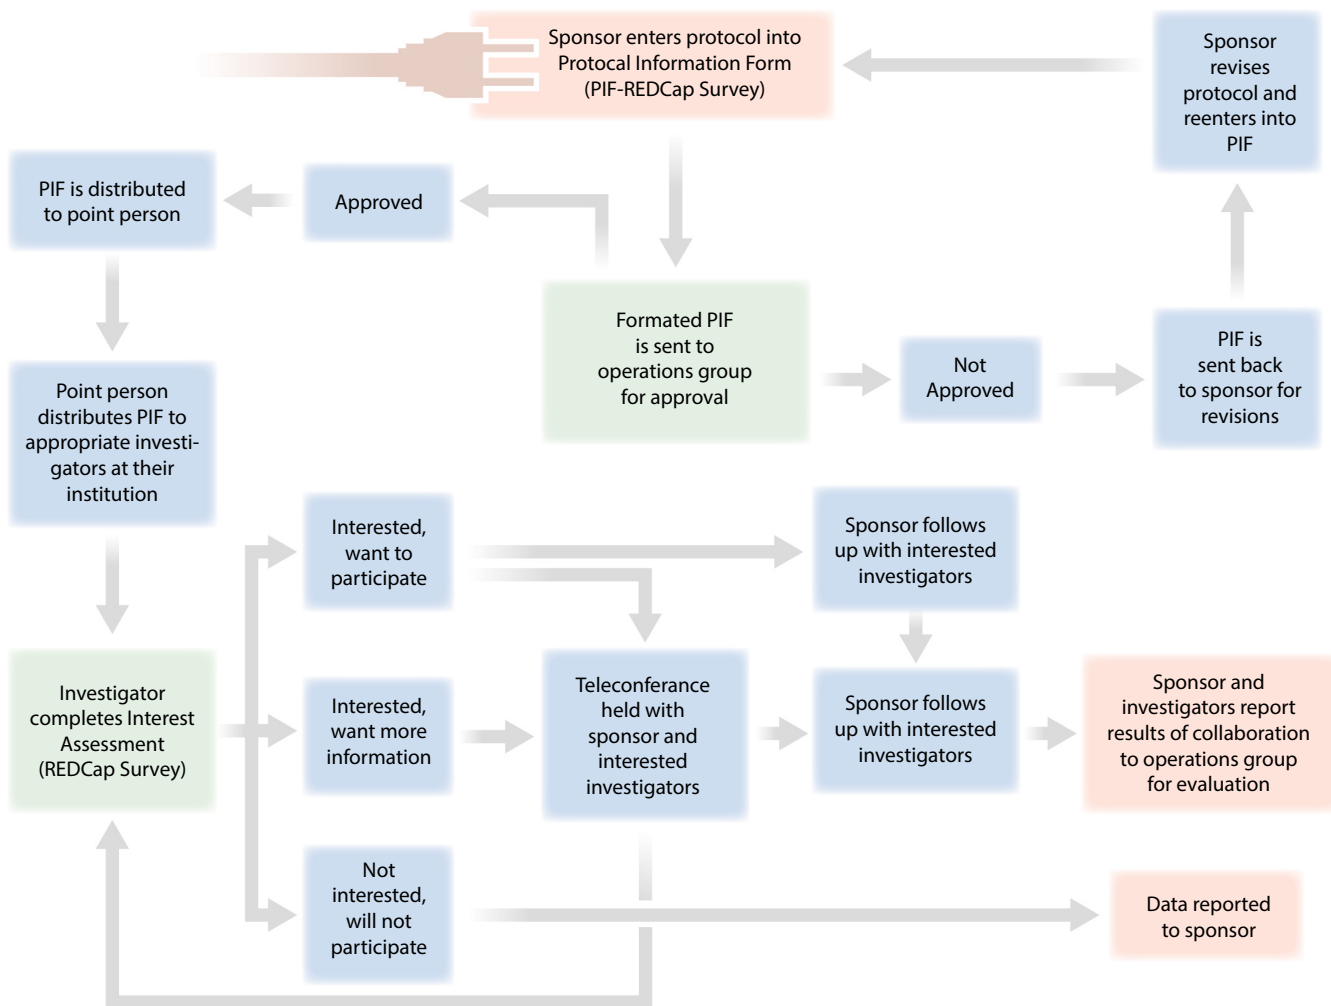 Sponsor enters protocol into
Protocal Information Form
(PIF-REDCap Survey)
Sponsor
revises
protocol and
reenters into
PIF
PIF is distributed
to point person
Approved
Formated PIF
is sent to
operations group
for approval
Not
Approved
PIF is
sent back
to sponsor for
revisions
Point person
distributes PIF to
appropriate investi-
gators at their
institution
Interested,
want to
participate
Sponsor follows
up with interested
investigators
Investigator
completes Interest
Assessment
(REDCap Survey)
Interested,
want more
information
Teleconferance
held with
sponsor and
interested
investigators
Sponsor follows
up with interested
investigators
Sponsor and
investigators report
results of collaboration
to operations group
for evaluation
Not
interested,
will not
participate
Data reported
to sponsor